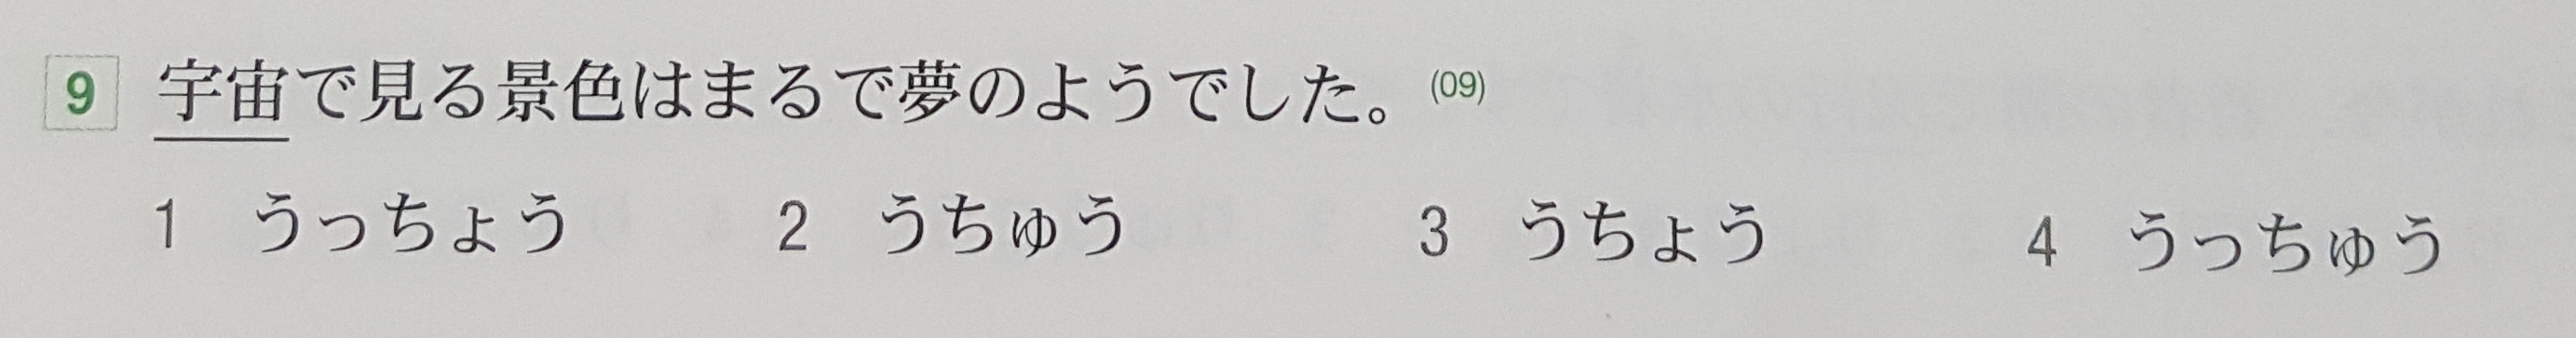 9 宇宙で見る景色はまるで夢のようでした。(09)
1 うっちょう 2 うちゅう 3 うちょう 4 うっちゅう